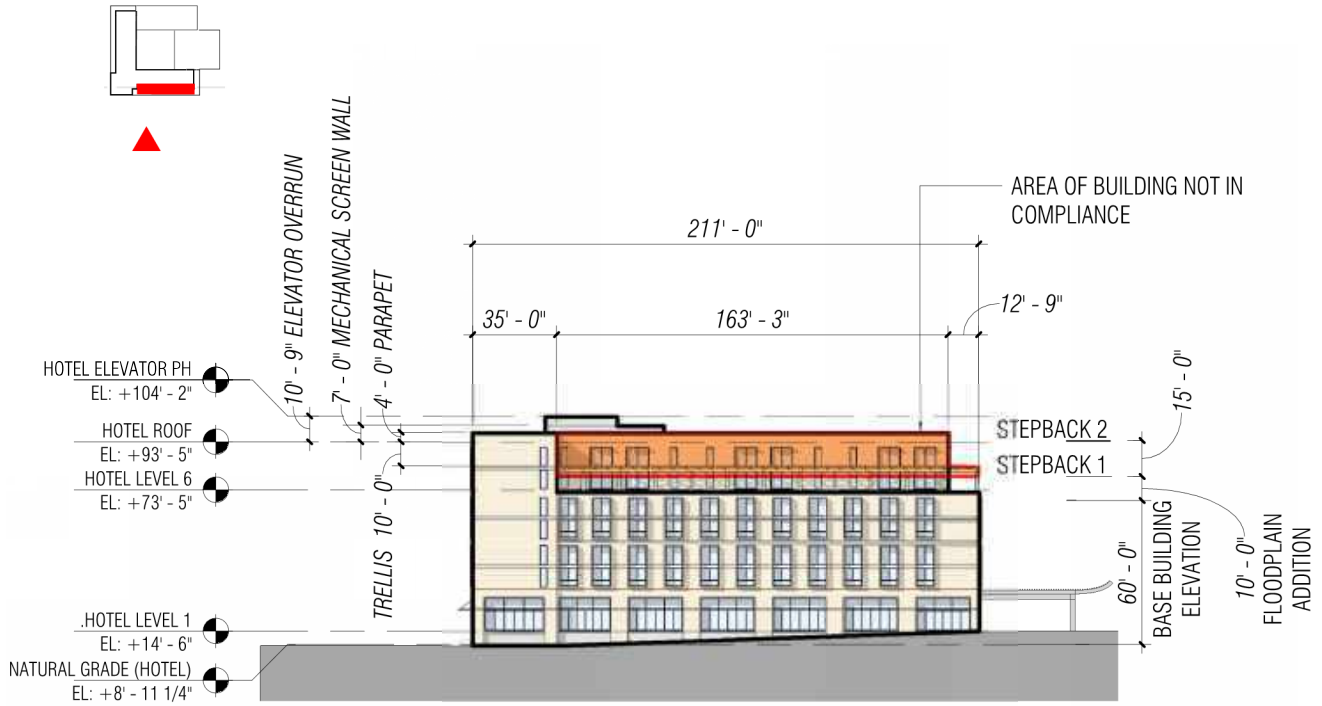 10' - 9" ELEVATOR OVERRUN
7' - 0" MECHANICAL SCREEN WALL
4' - 0" PARAPET
TRELLIS 10' - 0"
AREA OF BUILDING NOT IN
COMPLIANCE
211' - 0"
35' - 0"
163' - 3"
12' - 9"
HOTEL ELEVATOR PH
EL: +104' - 2"
HOTEL ROOF
EL: +93' - 5"
HOTEL LEVEL 6
EL: +73' - 5"
.HOTEL LEVEL 1
EL: +14' - 6"
NATURAL GRADE (HOTEL)
EL: +8' - 11 1/4"
STEPBACK 2
STEPBACK 1
15' - 0"
60' - 0"
BASE BUILDING
ELEVATION
10' - 0"
FLOODPLAIN
ADDITION